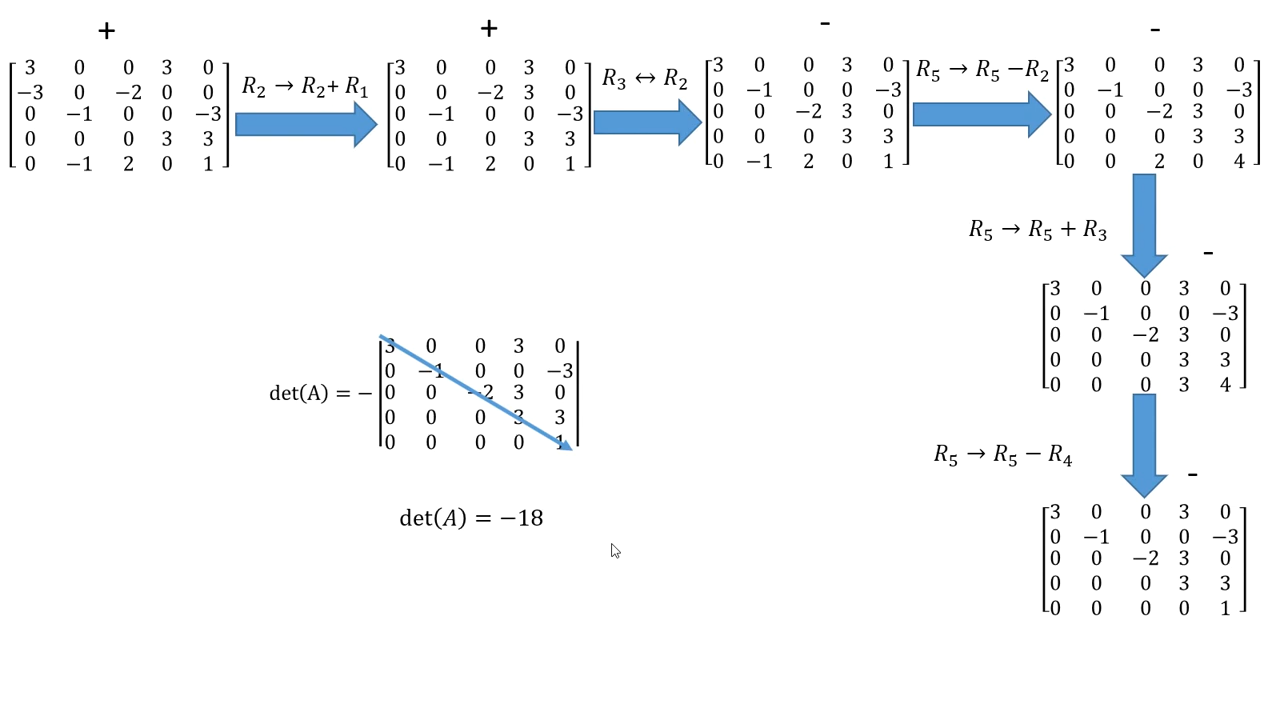 + + - -
3 0 0 3 0
−3 0 −2 0 0
0 −1 0 0 −3
0 0 0 3 3
0 −1 2 0 1
R₂ → R₂+ R₁
3 0 0 3 0
0 0 −2 3 0
0 −1 0 0 −3
0 0 0 3 3
0 −1 2 0 1
R₃ ↔ R₂
3 0 0 3 0
0 −1 0 0 −3
0 0 −2 3 0
0 0 0 3 3
0 −1 2 0 1
R₅ → R₅ −R₂
3 0 0 3 0
0 −1 0 0 −3
0 0 −2 3 0
0 0 0 3 3
0 0 2 0 4
R₅ → R₅ + R₃
-
3 0 0 3 0
0 −1 0 0 −3
0 0 −2 3 0
0 0 0 3 3
0 0 0 3 4
R₅ → R₅ − R₄
-
3 0 0 3 0
0 −1 0 0 −3
0 0 −2 3 0
0 0 0 3 3
0 0 0 0 1
det(A) = −
3 0 0 3 0
0 −1 0 0 −3
0 0 −2 3 0
0 0 0 3 3
0 0 0 0 1
det(A) = −18